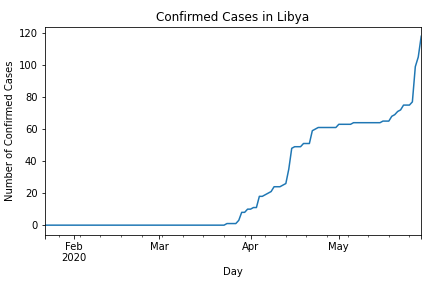 Confirmed Cases in Libya
120
100
80
60
40
20
0
Number of Confirmed Cases
Feb
2020
Mar
Apr
May
Day